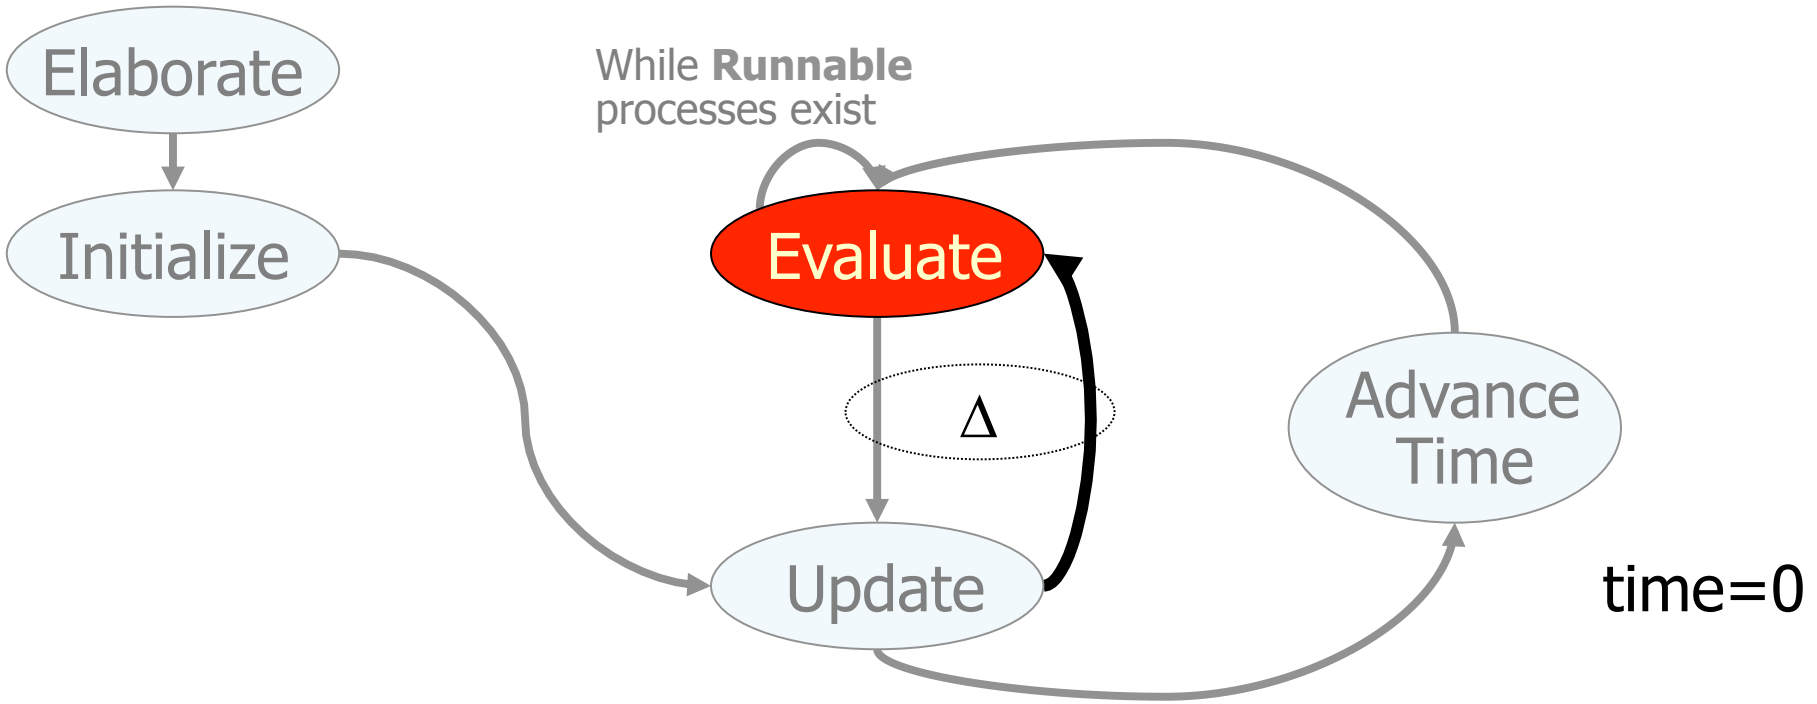 Elaborate
While Runnable
processes exist
Initialize
Evaluate
Δ
Advance
Time
Update
time=0